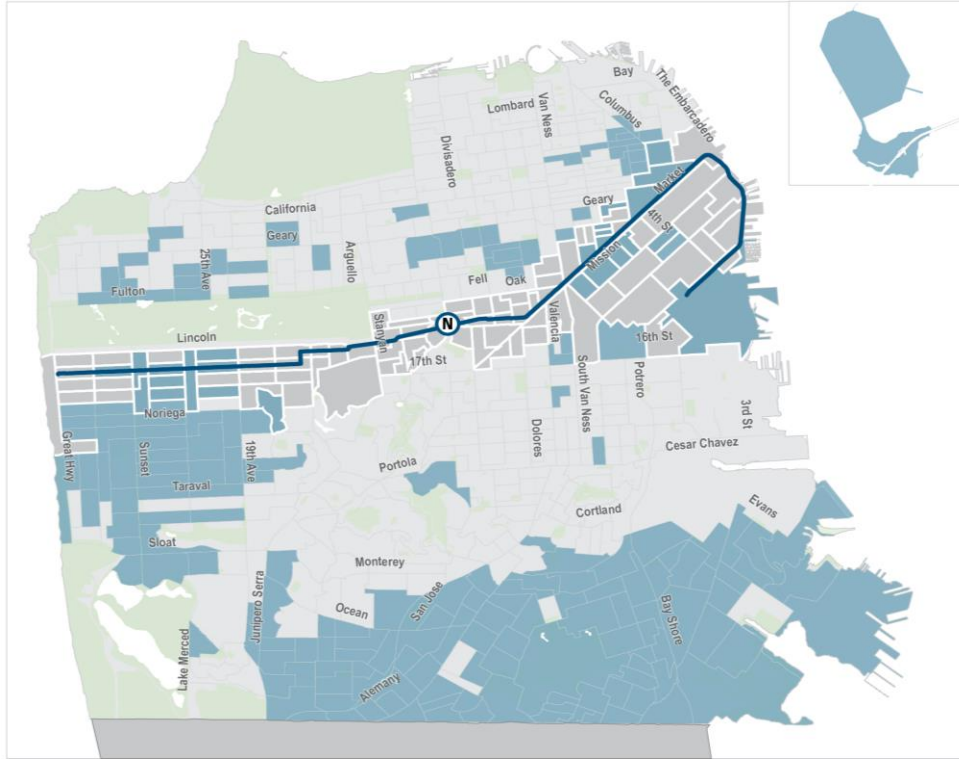 Bay
The Embarcadero
Lombard
Van Ness
Columbus
Divisadero
Market
California
Geary
4th St
Geary
Arguello
25th Ave
Mission
Fell
Oak
Fulton
N
Stanyan
Valencia
Lincoln
16th St
17th St
South Van Ness
Potrero
Noriega
3rd St
Great Hwy
Sunset
19th Ave
Dolores
Cesar Chavez
Portola
Taraval
Evans
Cortland
Sloat
Monterey
Junipero Serra
Ocean
San Jose
Bay Shore
Lake Merced
Alemany